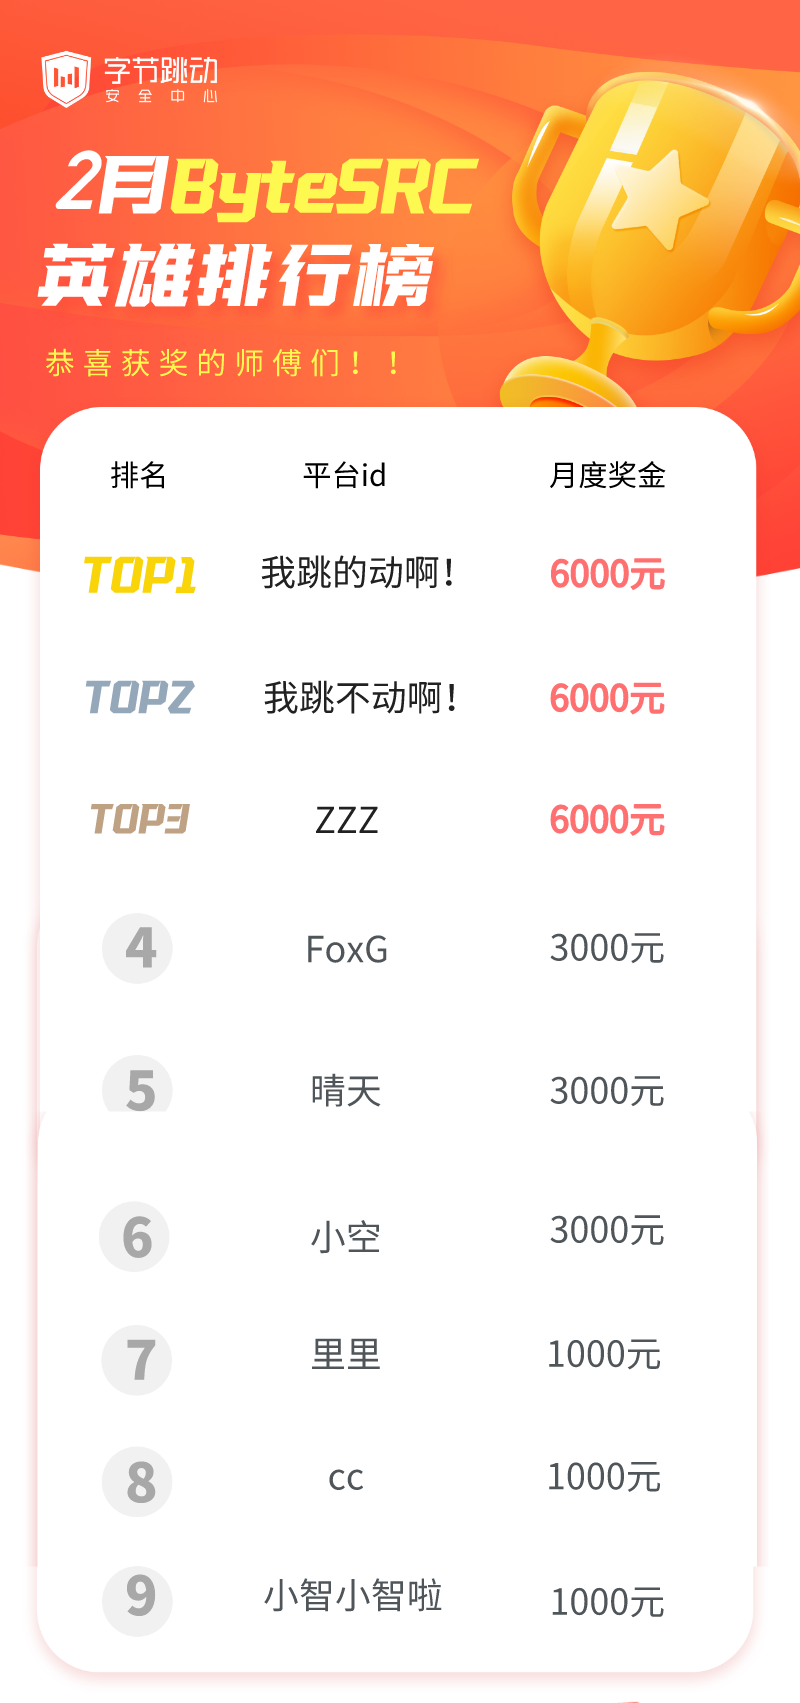 字节跳动
安全中心
2月ByteSRC
英雄排行榜
恭喜获奖的师傅们！！
排名 平台id 月度奖金
TOP1 我跳的动啊！ 6000元
TOP2 我跳不动啊！ 6000元
TOP3 ZZZ 6000元
4 FoxG 3000元
5 晴天 3000元
6 小空 3000元
7 里里 1000元
8 cc 1000元
9 小智小智啦 1000元